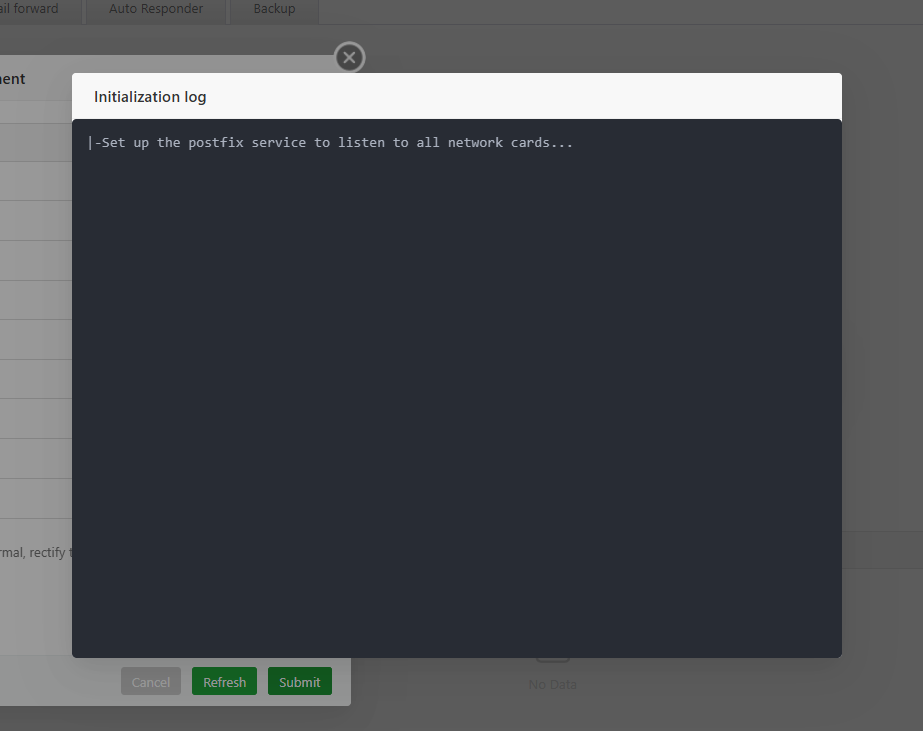 ail forward
Auto Responder
Backup
ent
Initialization log
|-Set up the postfix service to listen to all network cards...
rmal, rectify t
Cancel
Refresh
Submit
No Data